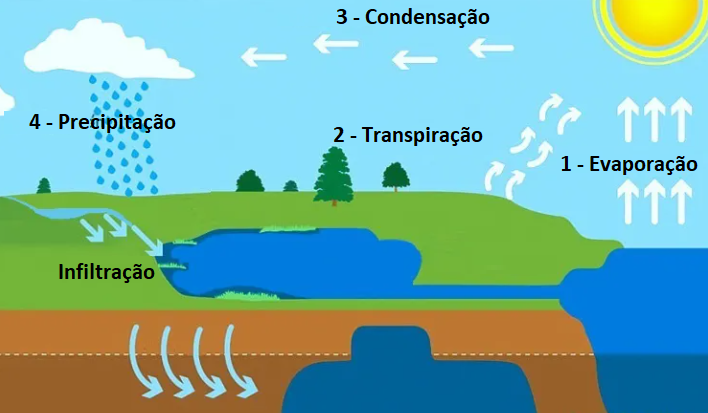 3 - Condensação
4 - Precipitação
2 - Transpiração
1 - Evaporação
Infiltração